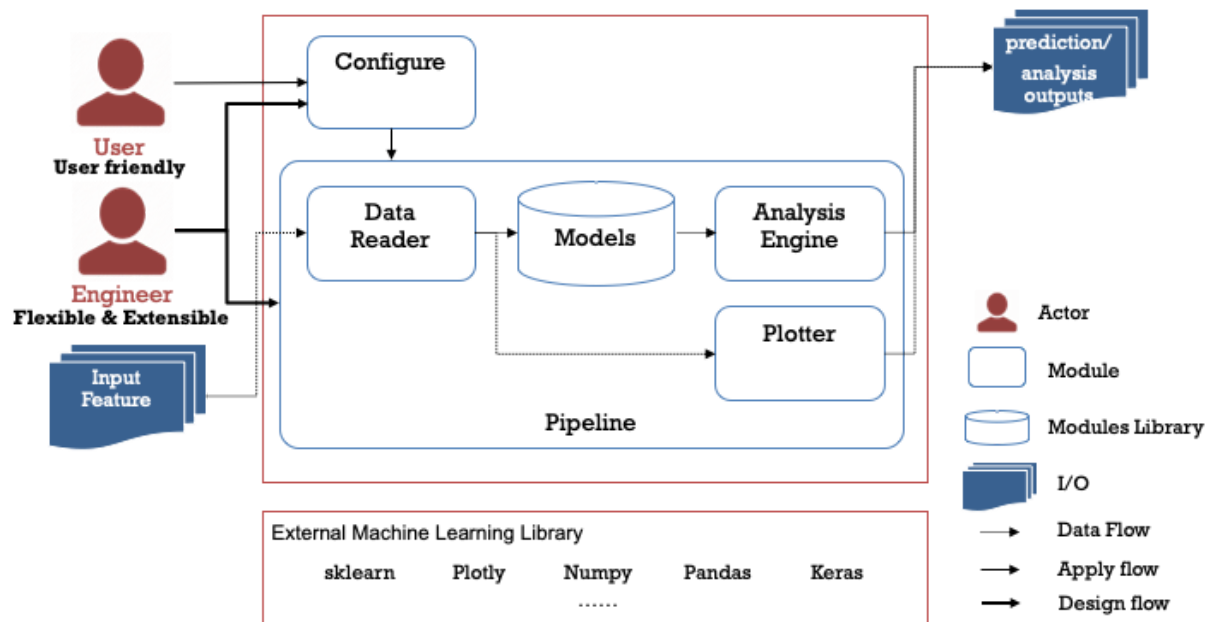 Configure
User
User friendly
Engineer
Flexible & Extensible
Input
Feature
Data
Reader
Models
Analysis
Engine
Plotter
Pipeline
prediction/
analysis
outputs
Actor
Module
Modules Library
I/O
Data Flow
Apply flow
Design flow
External Machine Learning Library
sklearn Plotly Numpy Pandas Keras
......